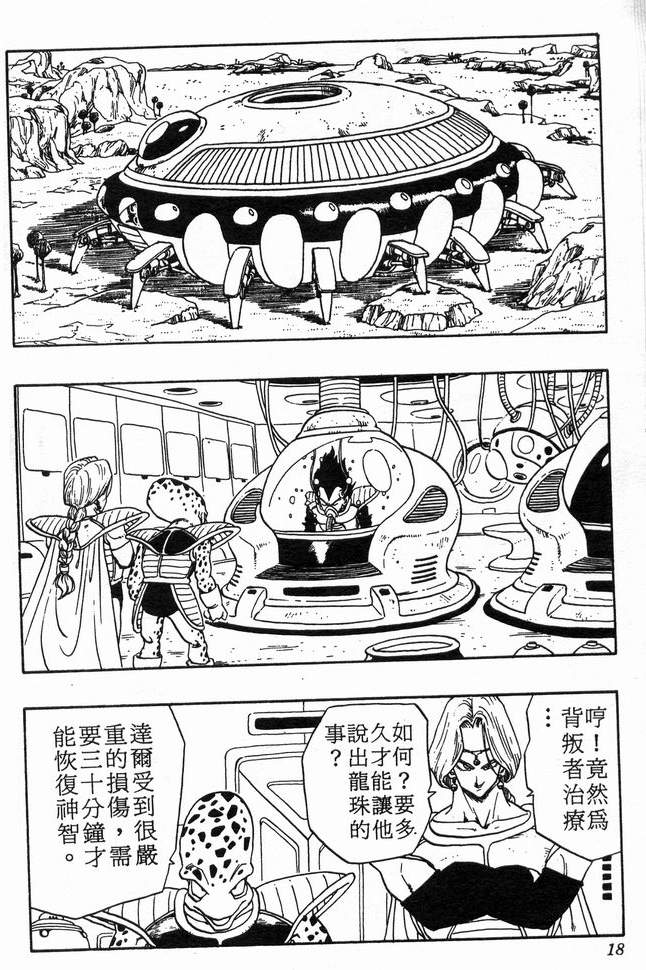 哼！竟然為
背叛者治療
…
如何？要多
久才能讓他
說出龍珠的
事？
達爾受到很嚴
重的損傷，需
要三十分鐘才
能恢復神智。
18